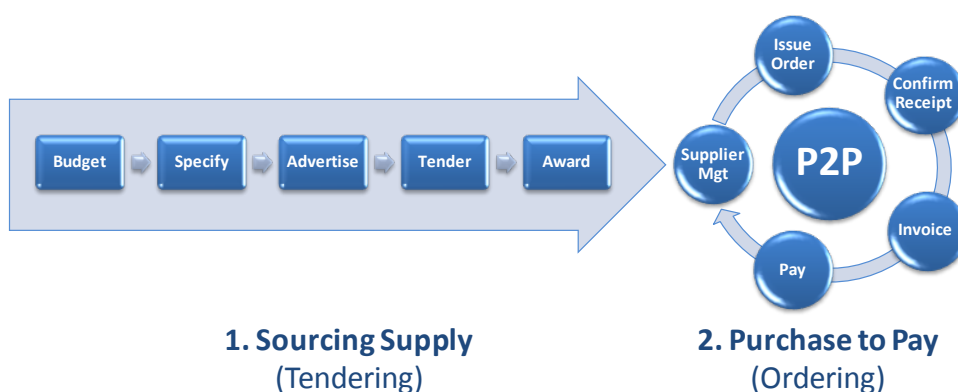 Budget
Specify
Advertise
Tender
Award
Issue
Order
Confirm
Receipt
Supplier
Mgt
P2P
Invoice
Pay
1. Sourcing Supply
(Tendering)
2. Purchase to Pay
(Ordering)